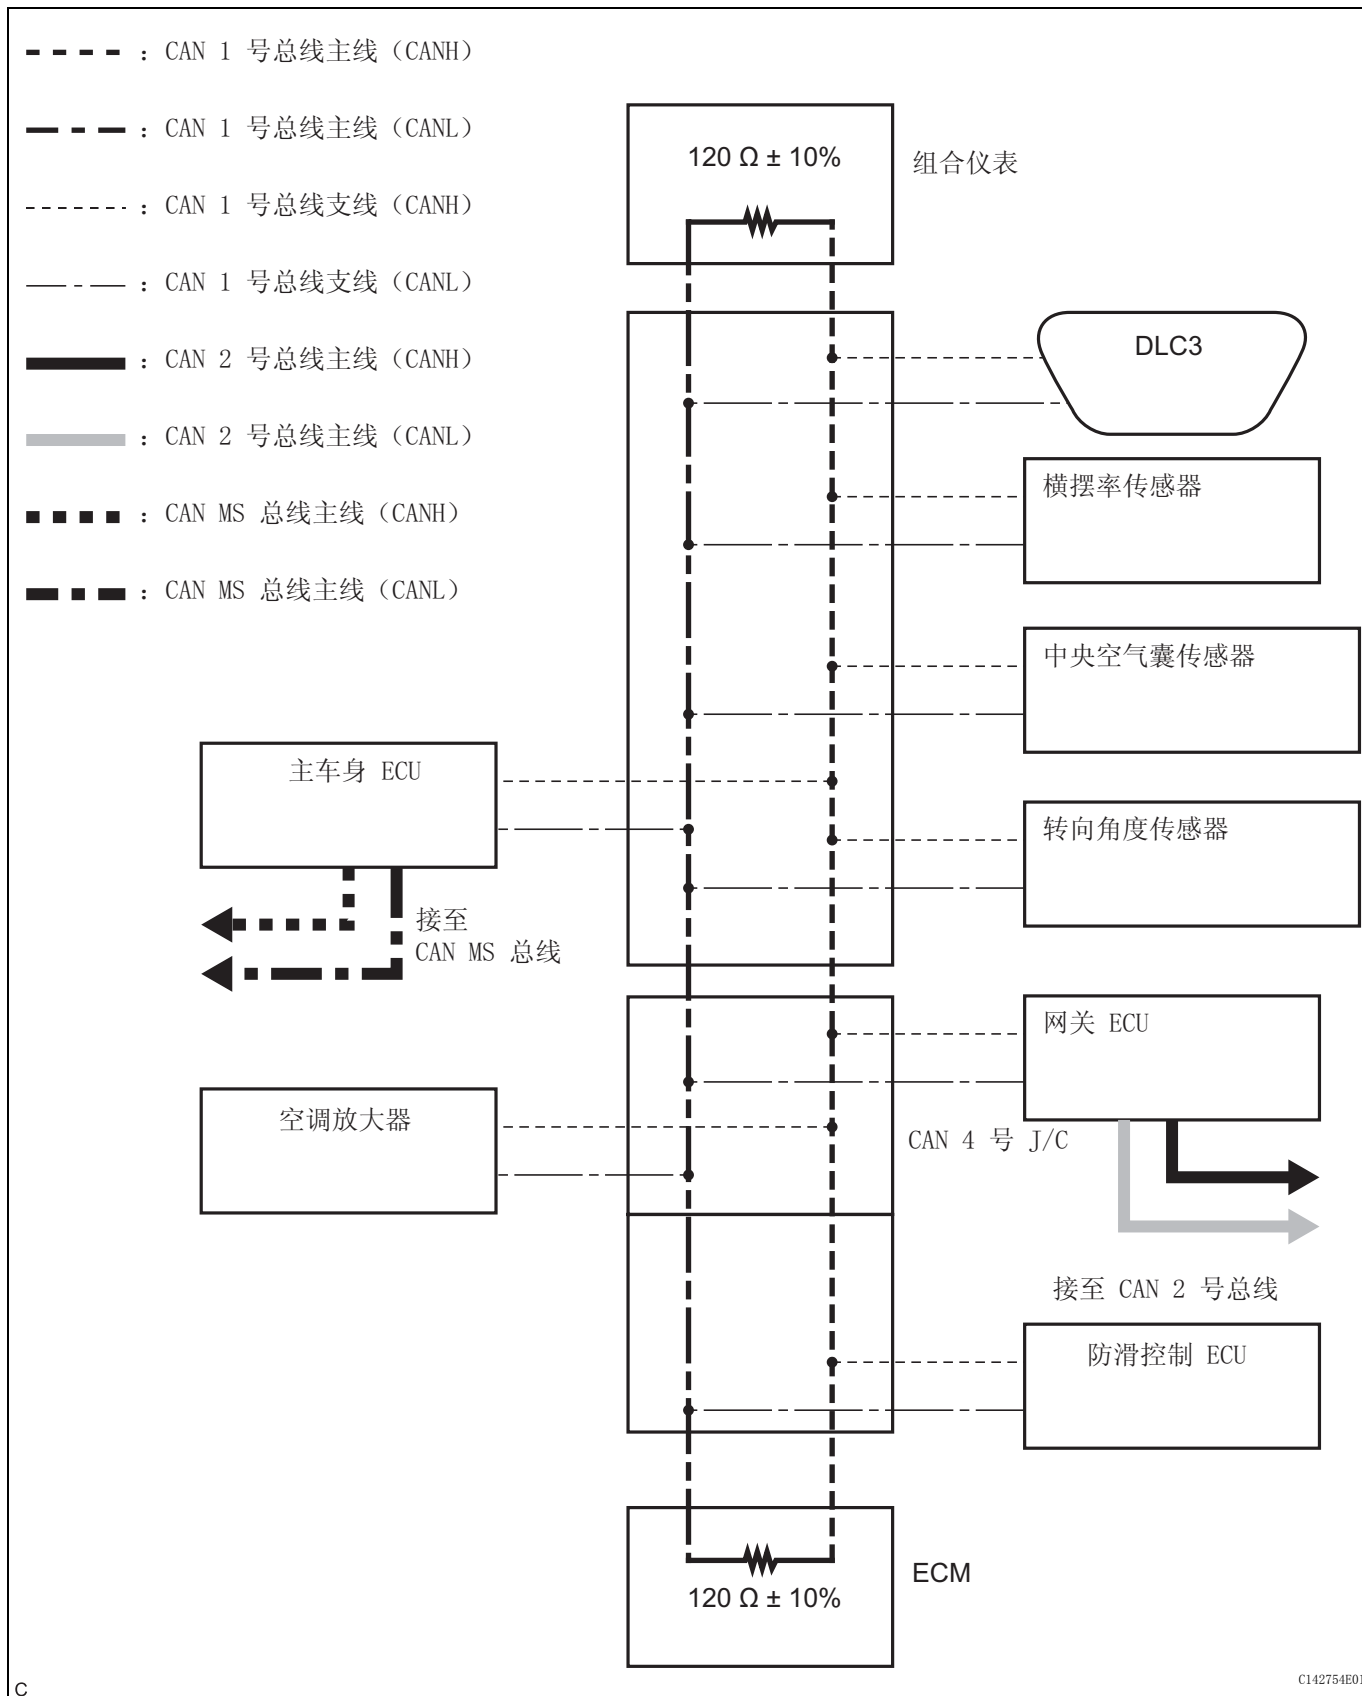 ：CAN 1 号总线主线（CANH）
：CAN 1 号总线主线（CANL）
：CAN 1 号总线支线（CANH）
：CAN 1 号总线支线（CANL）
：CAN 2 号总线主线（CANH）
：CAN 2 号总线主线（CANL）
：CAN MS 总线主线（CANH）
：CAN MS 总线主线（CANL）
120 Ω ± 10%
组合仪表
DLC3
横摆率传感器
中央空气囊传感器
主车身 ECU
转向角度传感器
接至
CAN MS 总线
网关 ECU
空调放大器
CAN 4 号 J/C
接至 CAN 2 号总线
防滑控制 ECU
ECM
120 Ω ± 10%
C
C142754E01